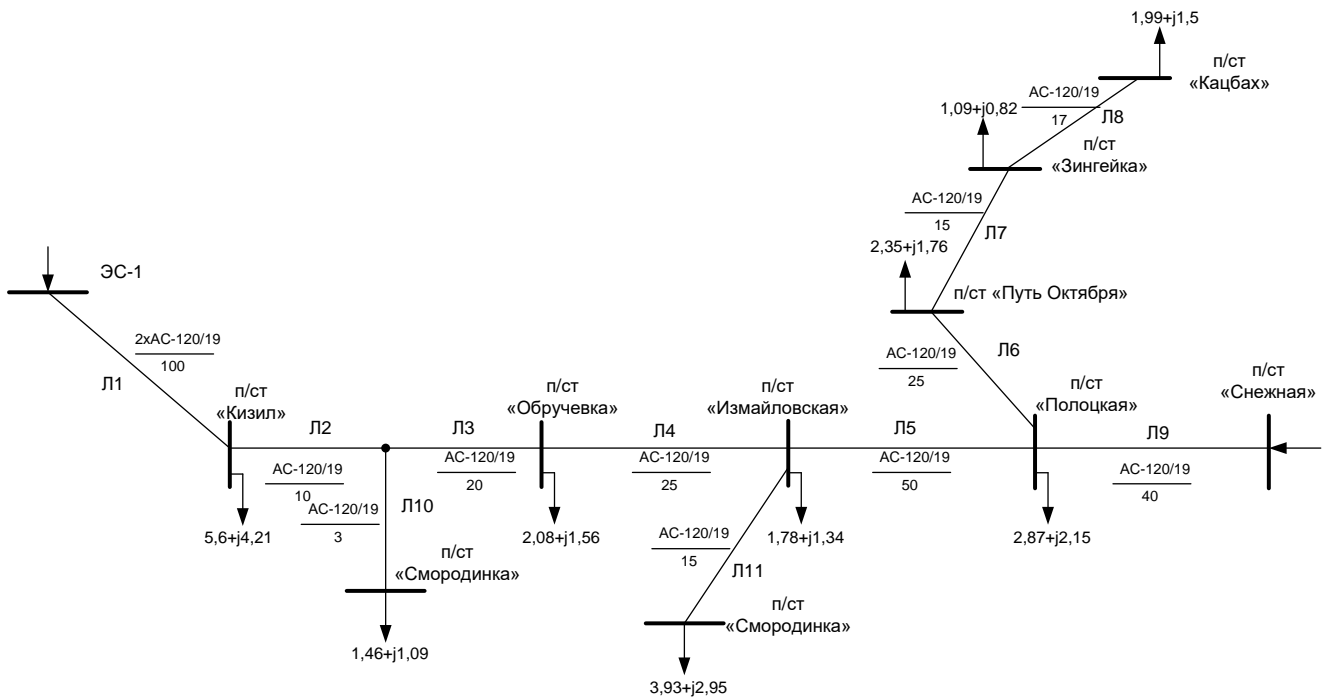 1,99+j1,5
п/ст
«Кацбах»
АС-120/19
17
Л8
1,09+j0,82
п/ст
«Зингейка»
АС-120/19
15
Л7
2,35+j1,76
п/ст «Путь Октября»
ЭС-1
2хАС-120/19
100
Л1
АС-120/19
25
Л6
п/ст
«Кизил»
п/ст
«Обручевка»
п/ст
«Измайловская»
п/ст
«Полоцкая»
п/ст
«Снежная»
Л2
Л3
Л4
Л5
Л9
АС-120/19
10
АС-120/19
20
АС-120/19
25
АС-120/19
50
АС-120/19
40
АС-120/19
3
Л10
5,6+j4,21
2,08+j1,56
1,78+j1,34
2,87+j2,15
п/ст
«Смородинка»
АС-120/19
15
Л11
п/ст
«Смородинка»
1,46+j1,09
3,93+j2,95